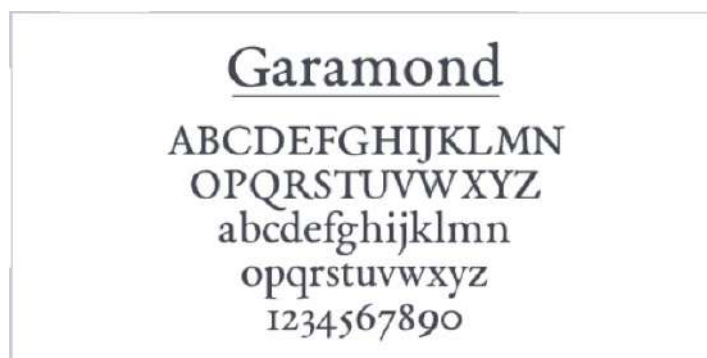 Garamond
ABCDEFGHIJKLMN
OPQRSTUVWXYZ
abcdefghijklmn
opqrstuvwxyz
1234567890